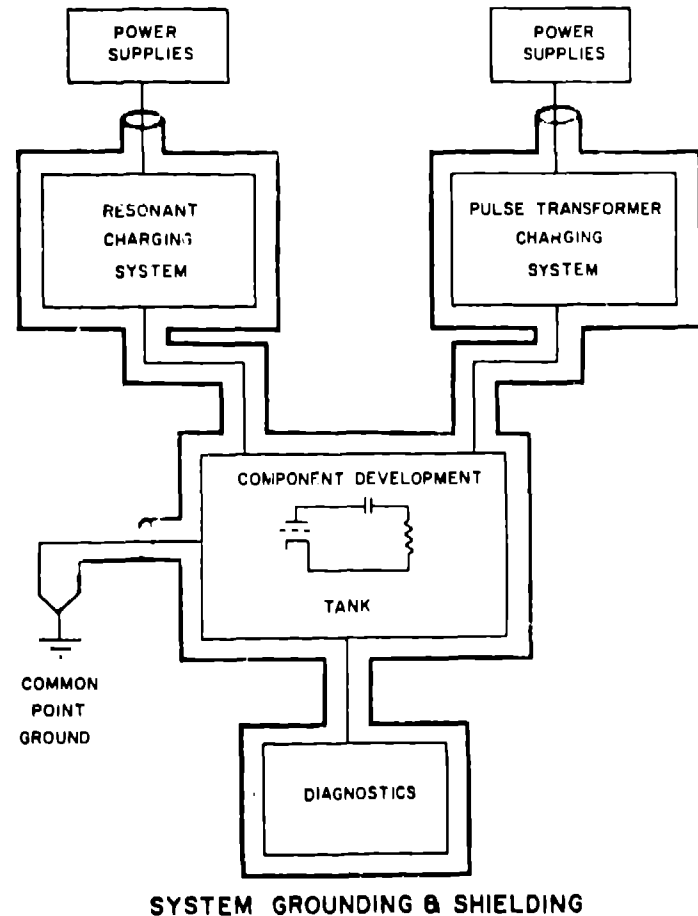 POWER
SUPPLIES
POWER
SUPPLIES
RESONANT
CHARGING
SYSTEM
PULSE TRANSFORMER
CHARGING
SYSTEM
COMPONENT DEVELOPMENT
TANK
COMMON
POINT
GROUND
DIAGNOSTICS
SYSTEM GROUNDING & SHIELDING